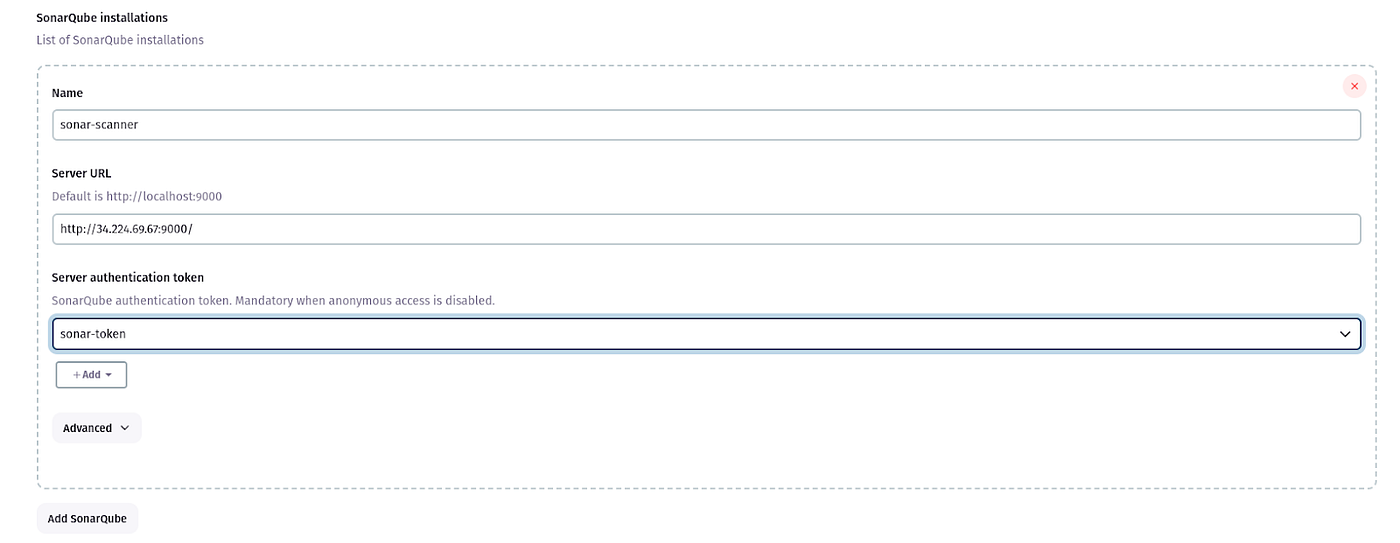 SonarQube installations
List of SonarQube installations
Name
sonar-scanner
Server URL
Default is http://localhost:9000
http://34.224.69.67:9000/
Server authentication token
SonarQube authentication token. Mandatory when anonymous access is disabled.
sonar-token
+ Add
Advanced
Add SonarQube